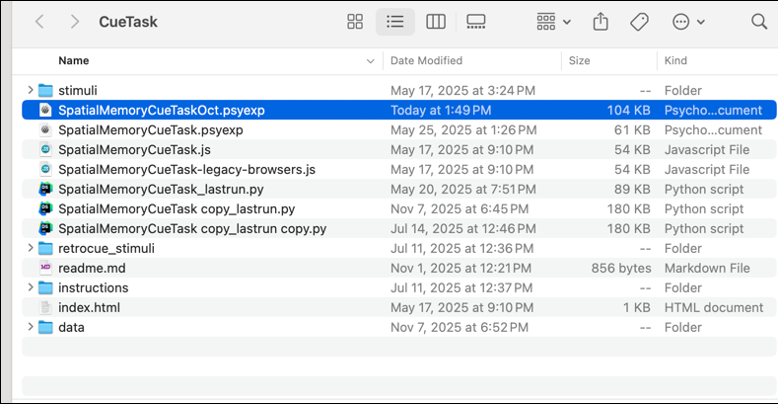 CueTask
Name Date Modified Size Kind
stimuli May 17, 2025 at 3:24 PM -- Folder
SpatialMemoryCueTaskOct.psyexp Today at 1:49 PM 104 KB Psycho...cument
SpatialMemoryCueTask.psyexp May 25, 2025 at 1:26 PM 61 KB Psycho...cument
SpatialMemoryCueTask.js May 17, 2025 at 9:10 PM 54 KB Javascript File
SpatialMemoryCueTask-legacy-browsers.js May 17, 2025 at 9:10 PM 54 KB Javascript File
SpatialMemoryCueTask_lastrun.py May 20, 2025 at 7:51 PM 89 KB Python script
SpatialMemoryCueTask copy_lastrun.py Nov 7, 2025 at 6:45 PM 180 KB Python script
SpatialMemoryCueTask copy_lastrun copy.py Jul 14, 2025 at 12:46 PM 180 KB Python script
retrocue_stimuli Jul 11, 2025 at 12:36 PM -- Folder
readme.md Nov 1, 2025 at 12:21 PM 856 bytes Markdown File
instructions Jul 11, 2025 at 12:37 PM -- Folder
index.html May 17, 2025 at 9:10 PM 1 KB HTML document
data Nov 7, 2025 at 6:52 PM -- Folder